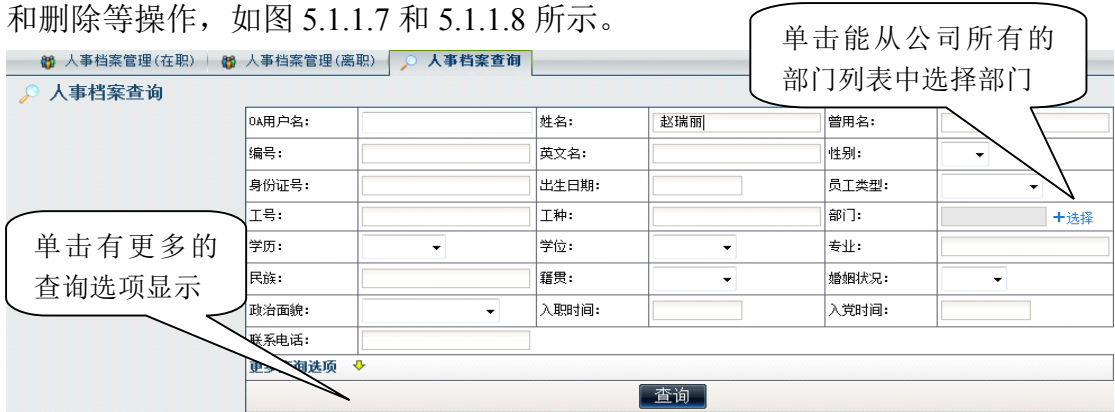 和删除等操作，如图 5.1.1.7 和 5.1.1.8 所示。
单击能从公司所有的
部门列表中选择部门
人事档案管理(在职) 人事档案管理(离职) 人事档案查询
人事档案查询
OA用户名: 姓名: 赵瑞丽 曾用名:
编号: 英文名: 性别:
身份证号: 出生日期: 员工类型:
工号: 工种: 部门: +选择
单击有更多的
查询选项显示
学历: 学位: 专业:
民族: 籍贯: 婚姻状况:
政治面貌: 入职时间: 入党时间:
联系电话:
更多查询选项
查询